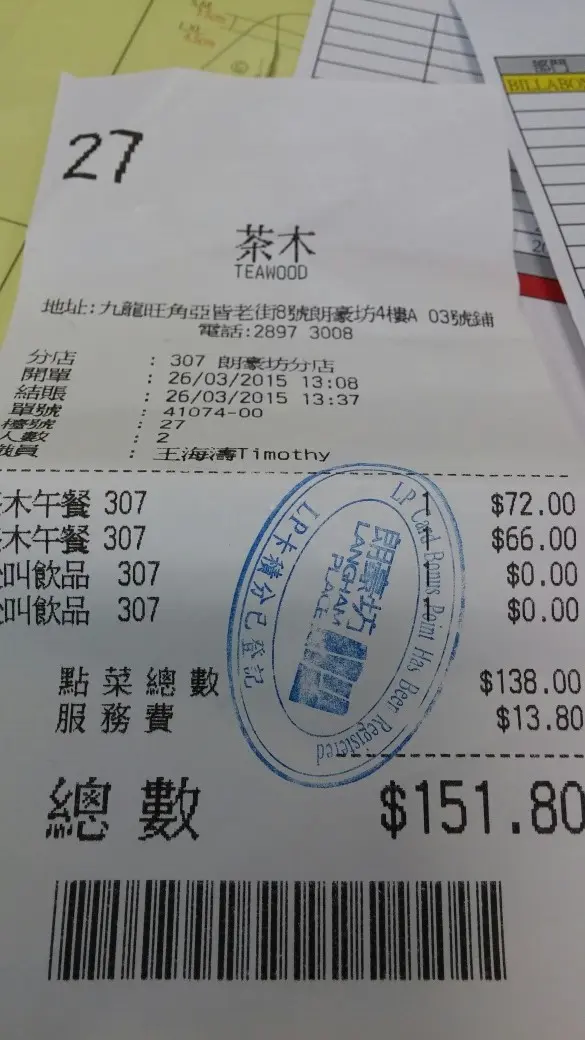 部門
BILLABO
27
茶木
TEAWOOD
地址:九龍旺角亞皆老街8號朗豪坊4樓A 03號鋪
電話:2897 3008
分店 : 307 朗豪坊分店
開單 : 26/03/2015 13:08
結賬 : 26/03/2015 13:37
單號 : 41074-00
檯號 : 27
人數 : 2
職員 : 王海濤Timothy
木午餐 307 1 $72.00
木午餐 307 $66.00
叫飲品 307 $0.00
叫飲品 307 $0.00
點菜總數 $138.00
服務費 $13.80
總數 $151.80
LP Card Bonus Point Has Been Registered
朗豪坊
LANGHAM
PLACE
LP卡積分已登記